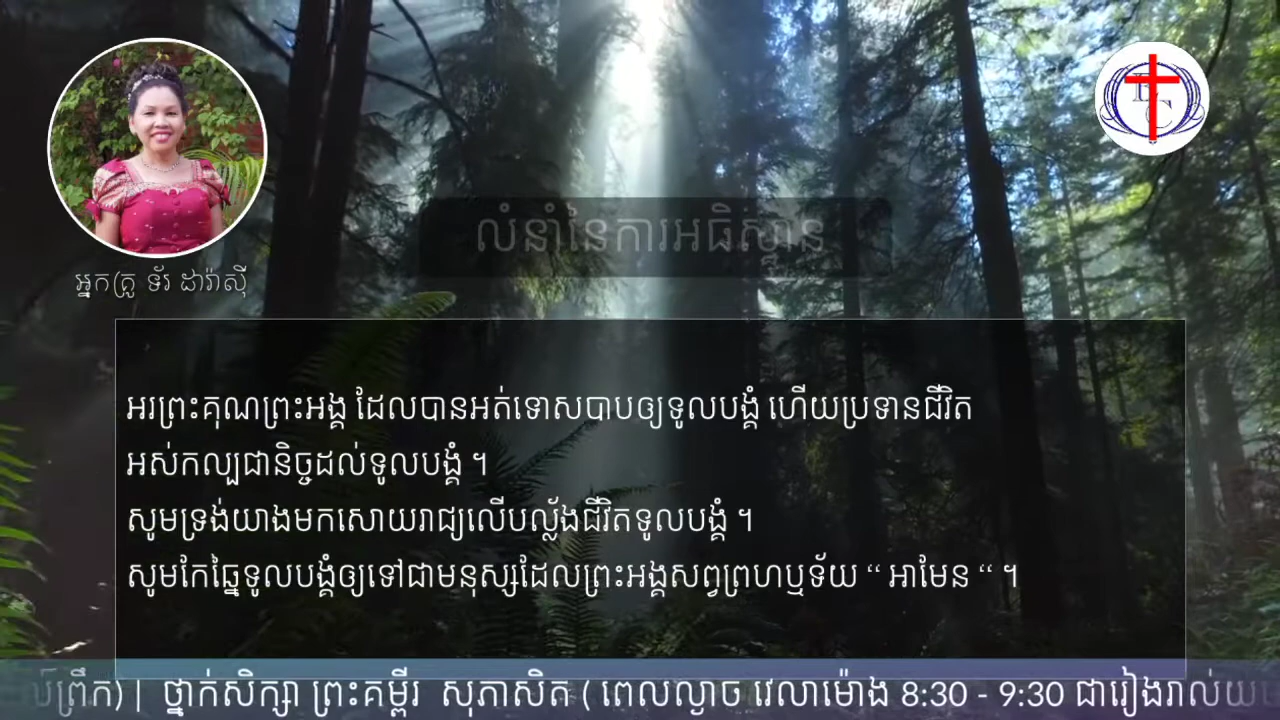 អ្នកគ្រូ ទ័រ ដារ៉ាស៊ី
លំនាំនៃការអធិស្ឋាន
អរព្រះគុណព្រះអង្គ ដែលបានអត់ទោសបាបឲ្យទូលបង្គំ ហើយប្រទានជីវិត
អស់កល្បជានិច្ចដល់ទូលបង្គំ ។
សូមទ្រង់យាងមកសោយរាជ្យលើបល្ល័ងជីវិតទូលបង្គំ ។
សូមកែឆ្នៃទូលបង្គំឲ្យទៅជាមនុស្សដែលព្រះអង្គសព្វព្រហឬទ័យ “ អាមែន “ ។
ព្រឹក) | ថ្នាក់សិក្សា ព្រះគម្ពីរ សុភាសិត ( ពេលល្ងាច វេលាម៉ោង 8:30 - 9:30 ជារៀងរាល់